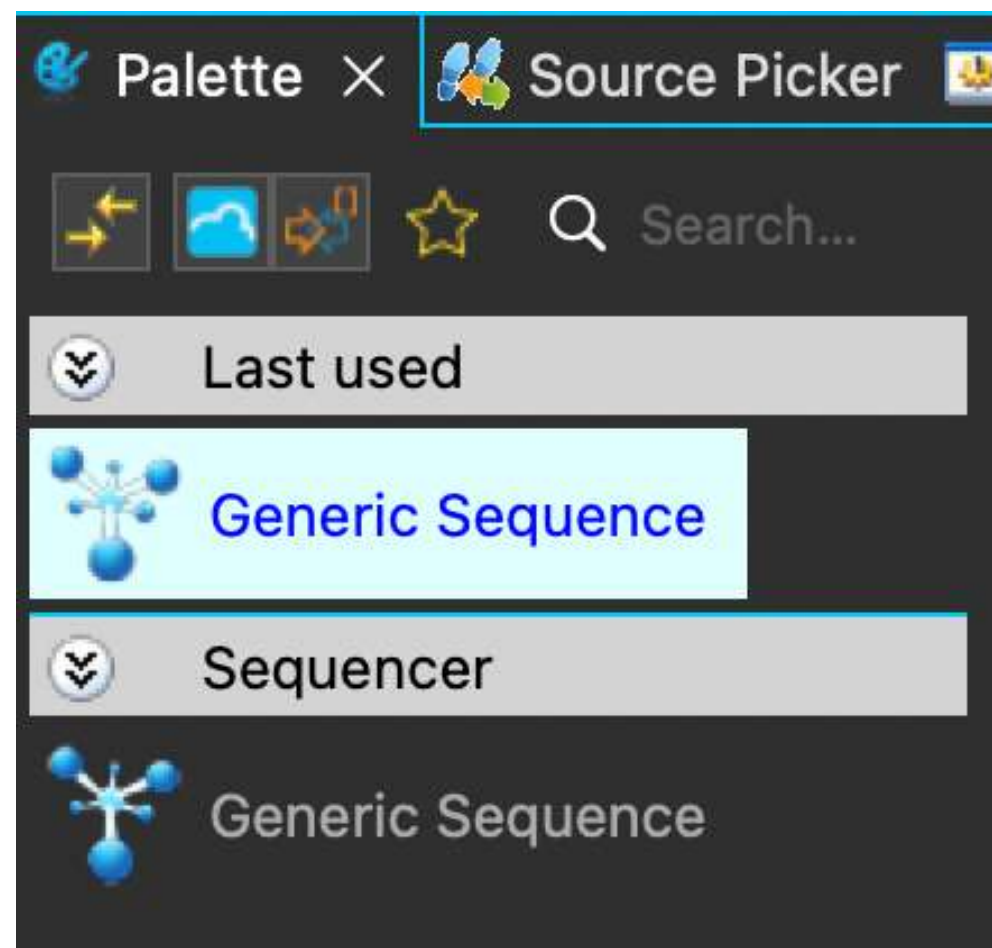 Palette Source Picker
Search...
Last used
Generic Sequence
Sequencer
Generic Sequence